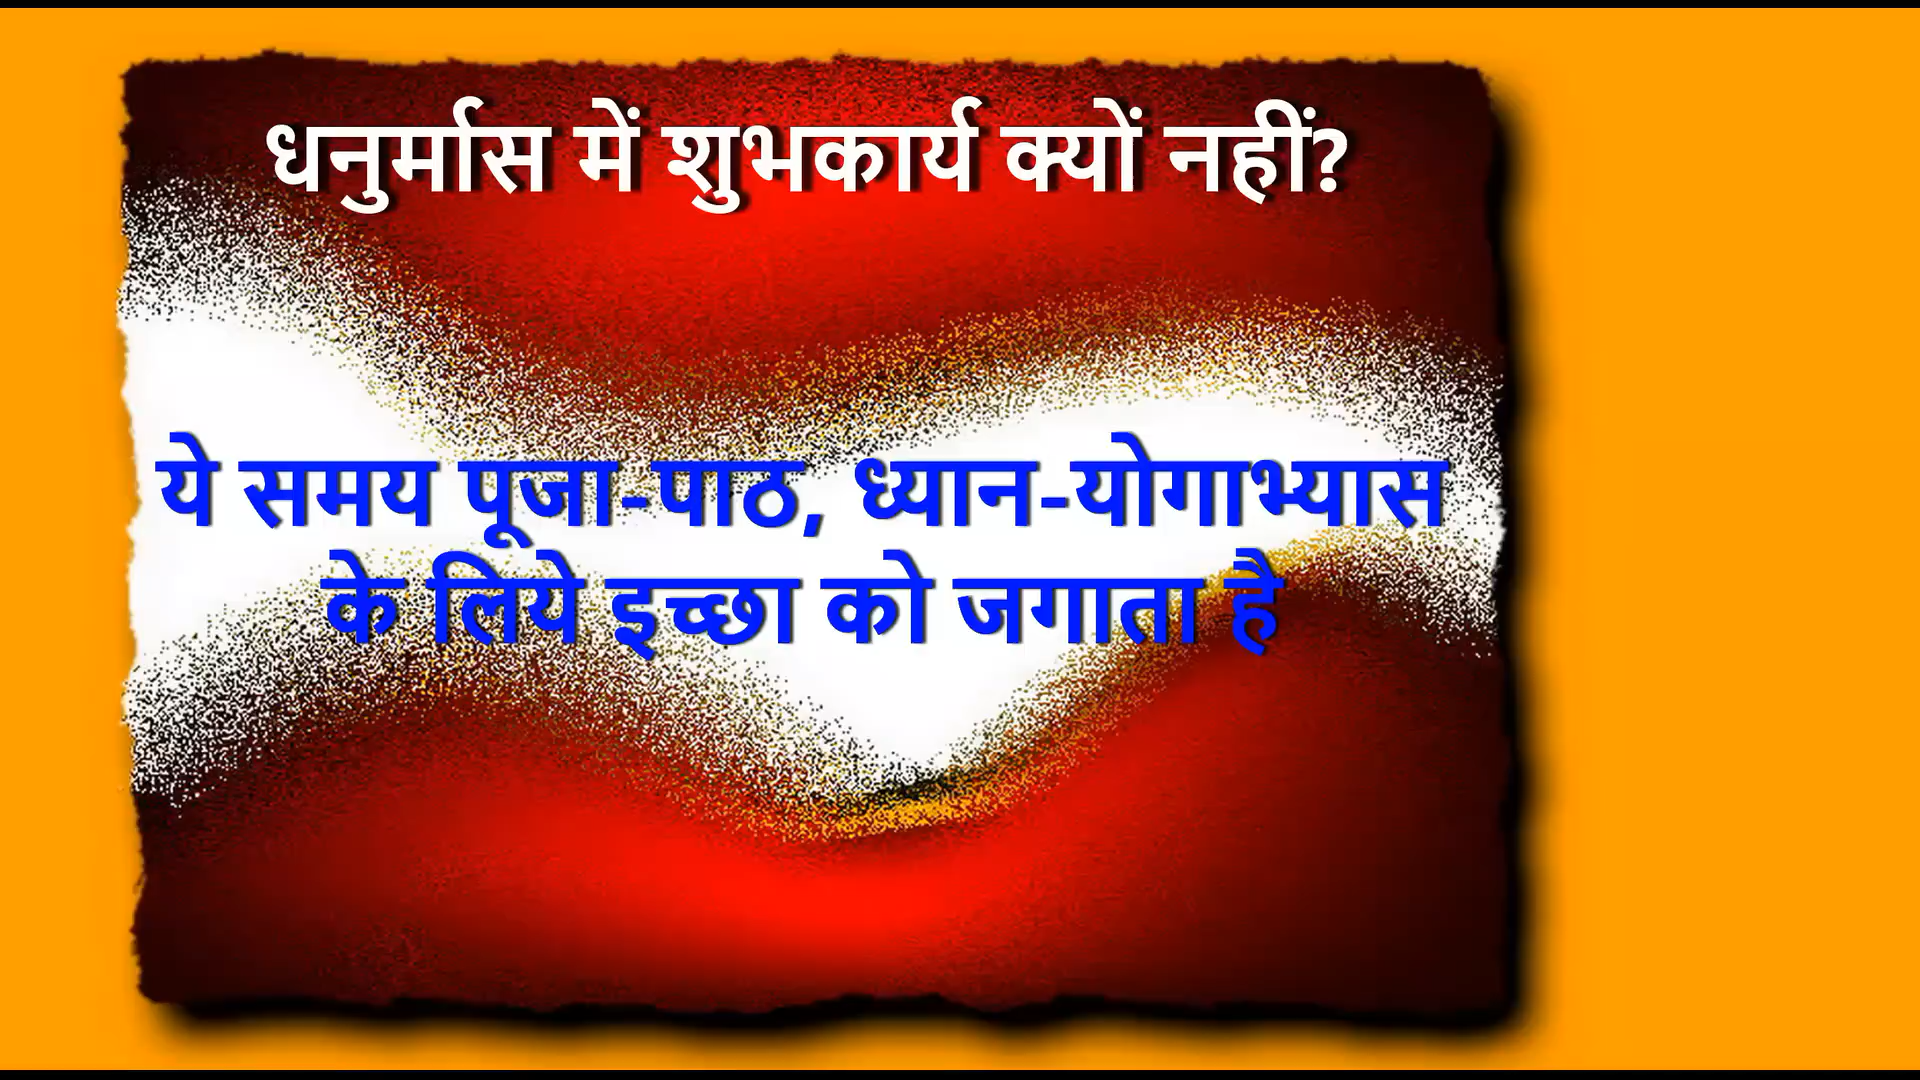 धनुर्मास में शुभकार्य क्यों नहीं?
ये समय पूजा-पाठ, ध्यान-योगाभ्यास
के लिये इच्छा को जगाता है